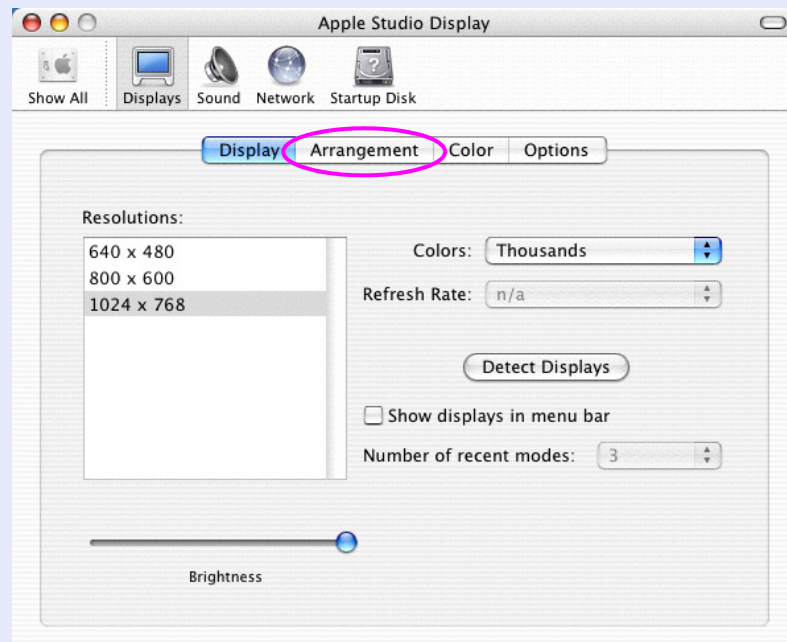 Apple Studio Display
Show All Displays Sound Network Startup Disk
Display Arrangement Color Options
Resolutions:
640 x 480
800 x 600
1024 x 768
Colors: Thousands
Refresh Rate: n/a
Detect Displays
Show displays in menu bar
Number of recent modes: 3
Brightness